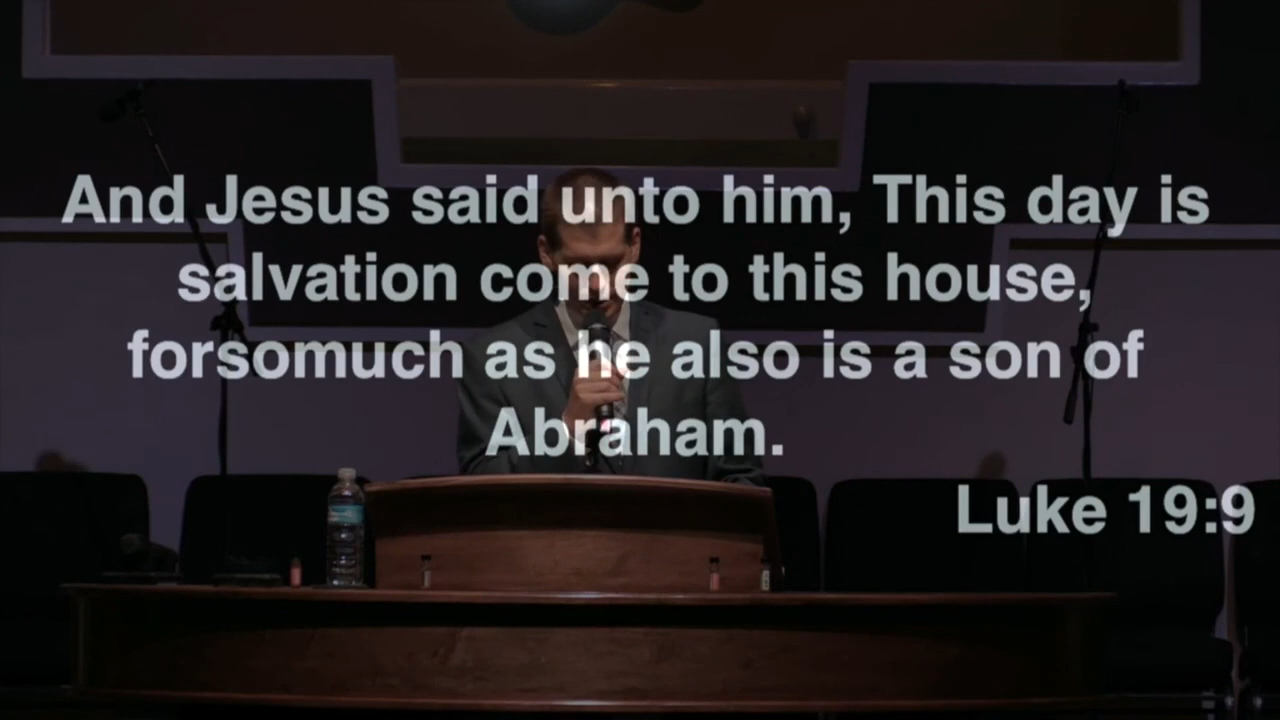 And Jesus said unto him, This day is
salvation come to this house,
forsomuch as he also is a son of
Abraham.
Luke 19:9